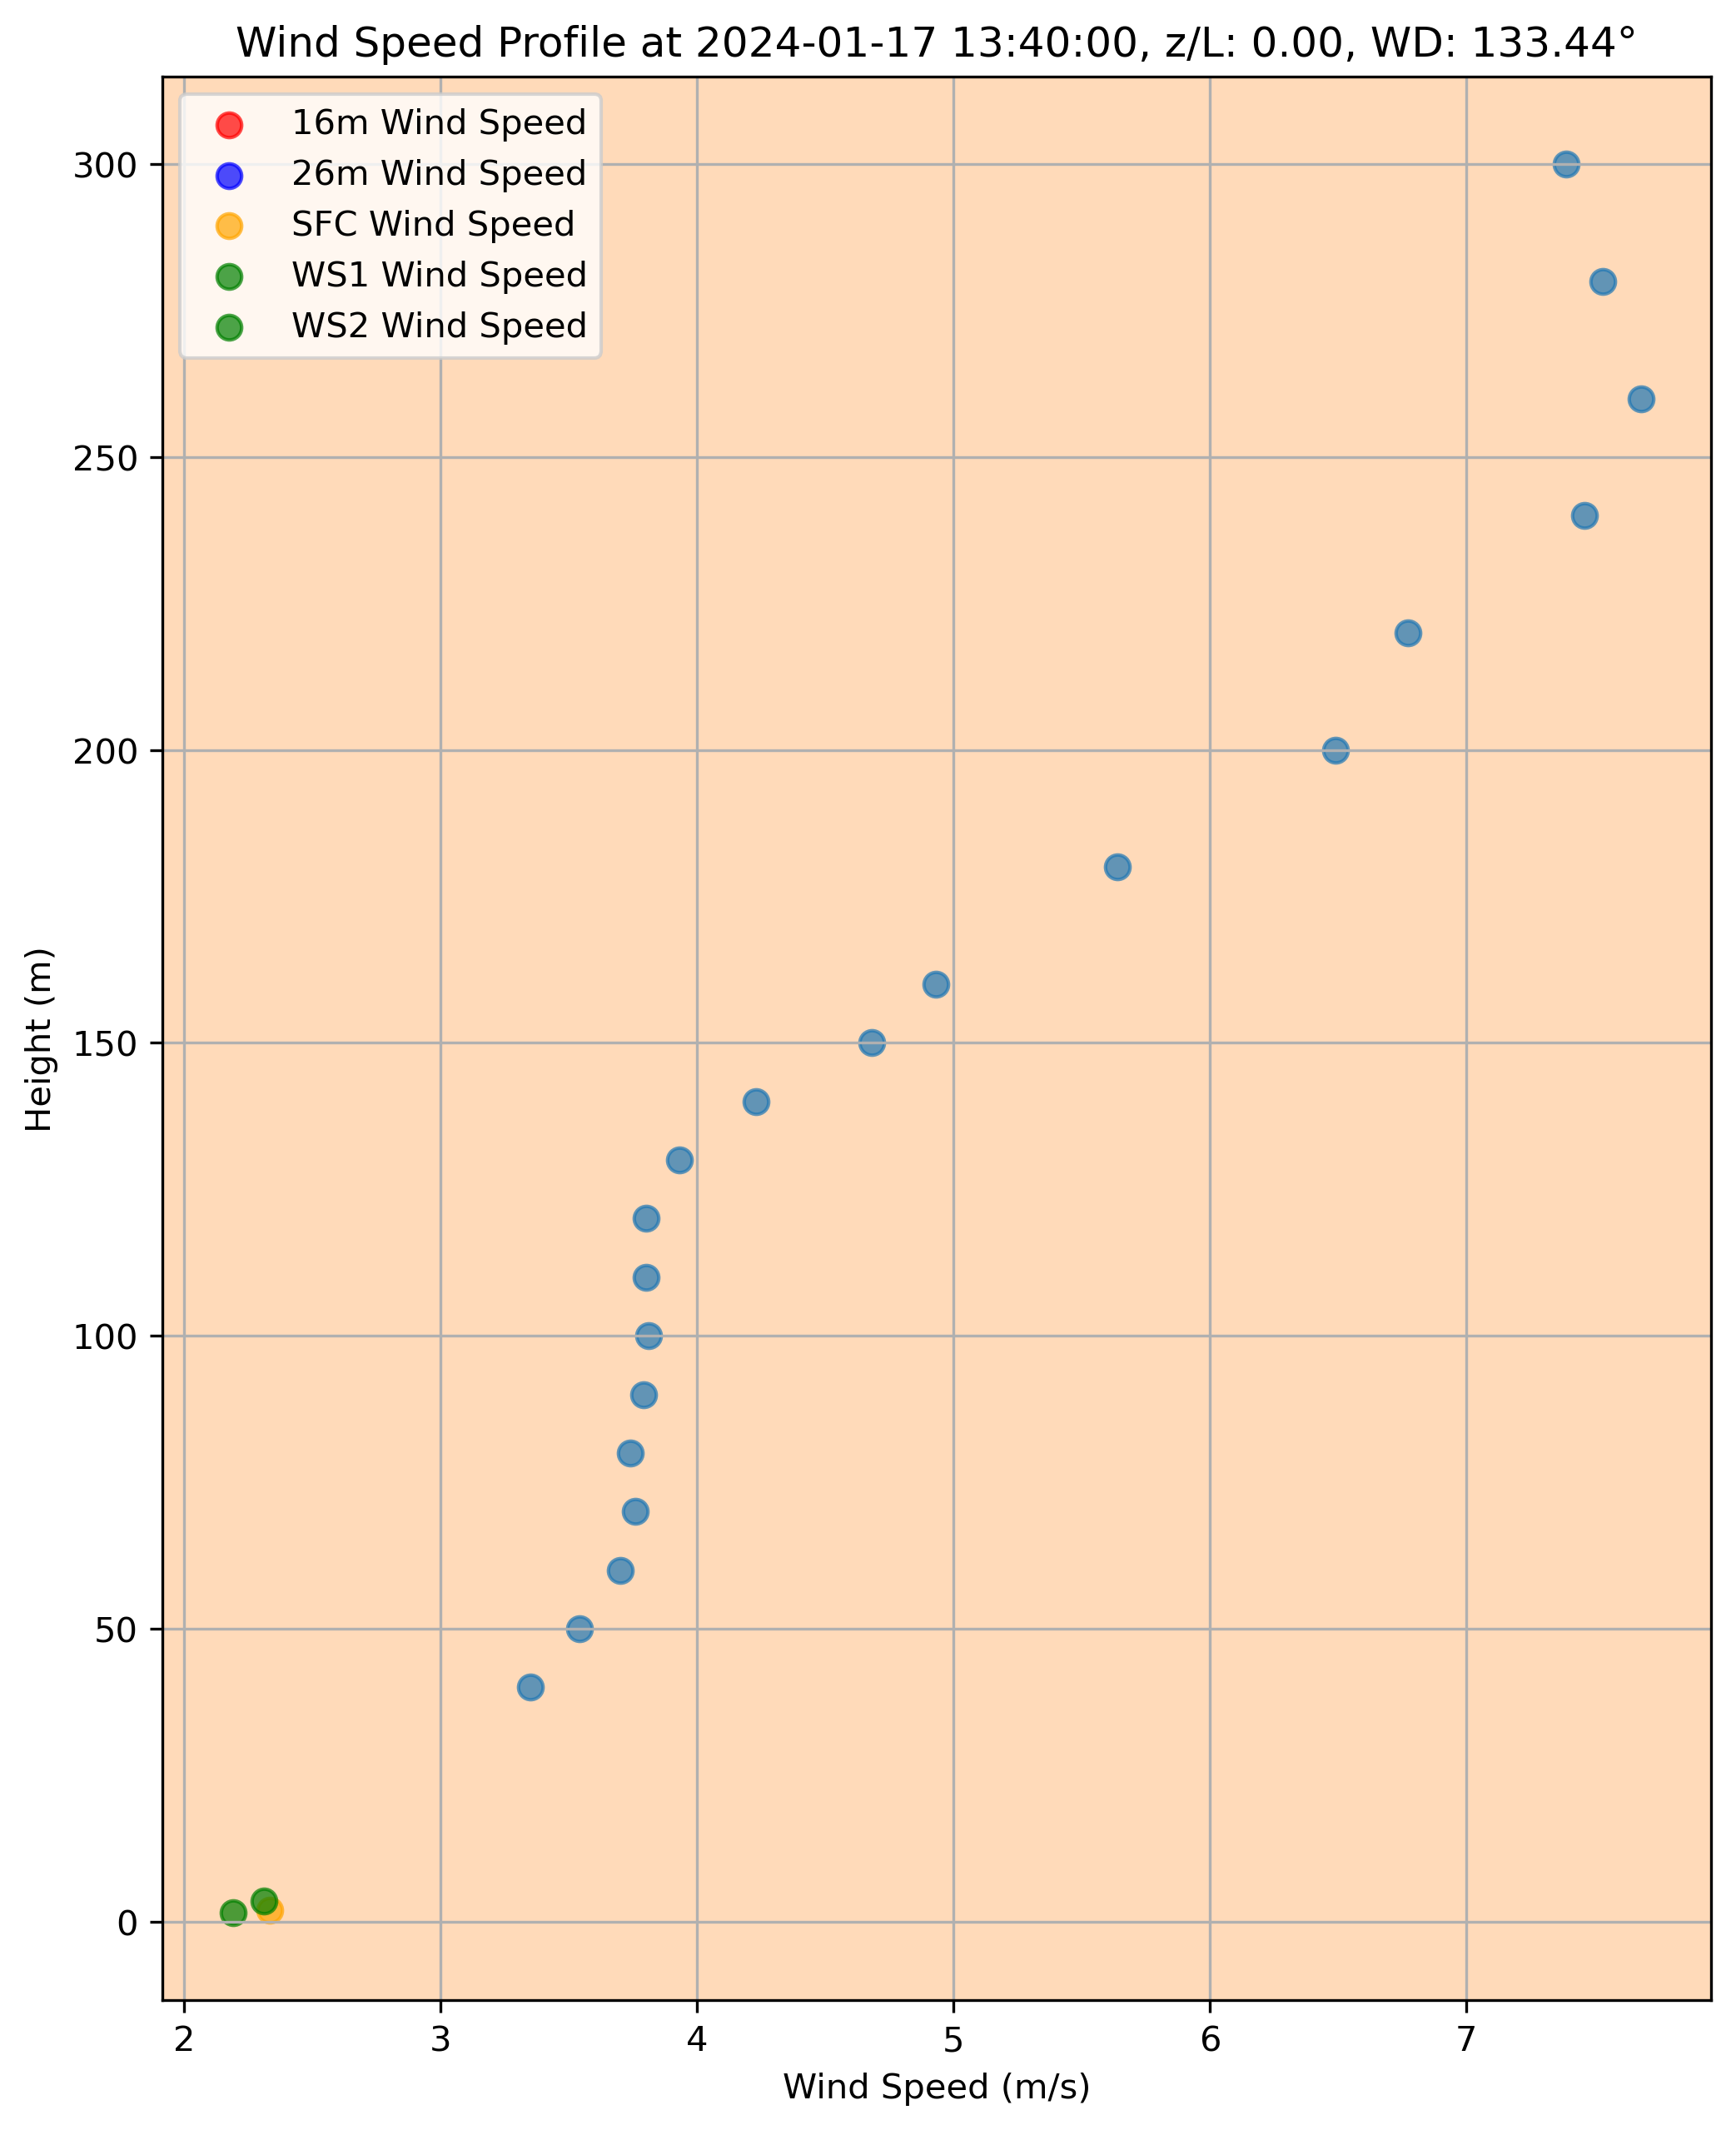 Wind Speed Profile at 2024-01-17 13:40:00, z/L: 0.00, WD: 133.44°
16m Wind Speed
26m Wind Speed
SFC Wind Speed
WS1 Wind Speed
WS2 Wind Speed
300
250
200
150
100
50
0
Height (m)
2 3 4 5 6 7
Wind Speed (m/s)